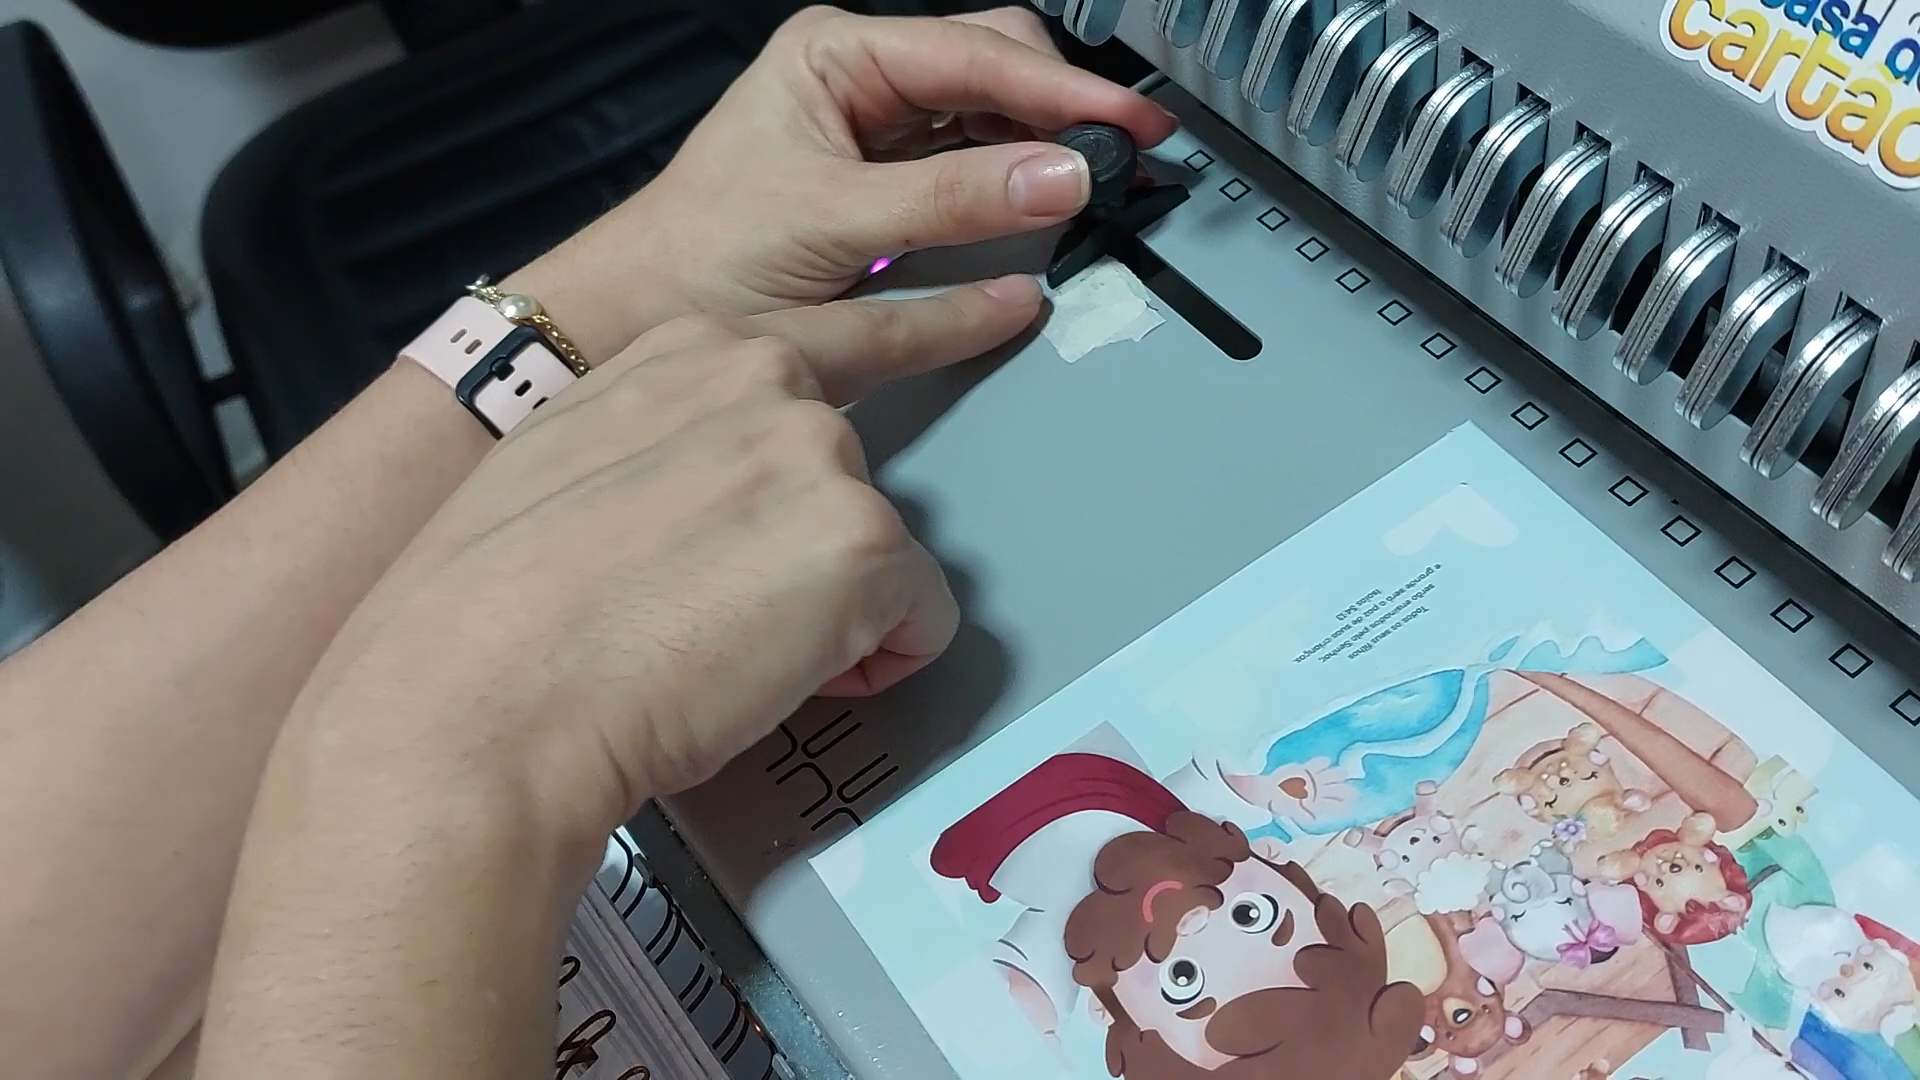 casa do
cartão
Todos os seus filhos
serão ensinados pelo Senhor,
e grande será a paz de suas crianças
Isaías 54:13